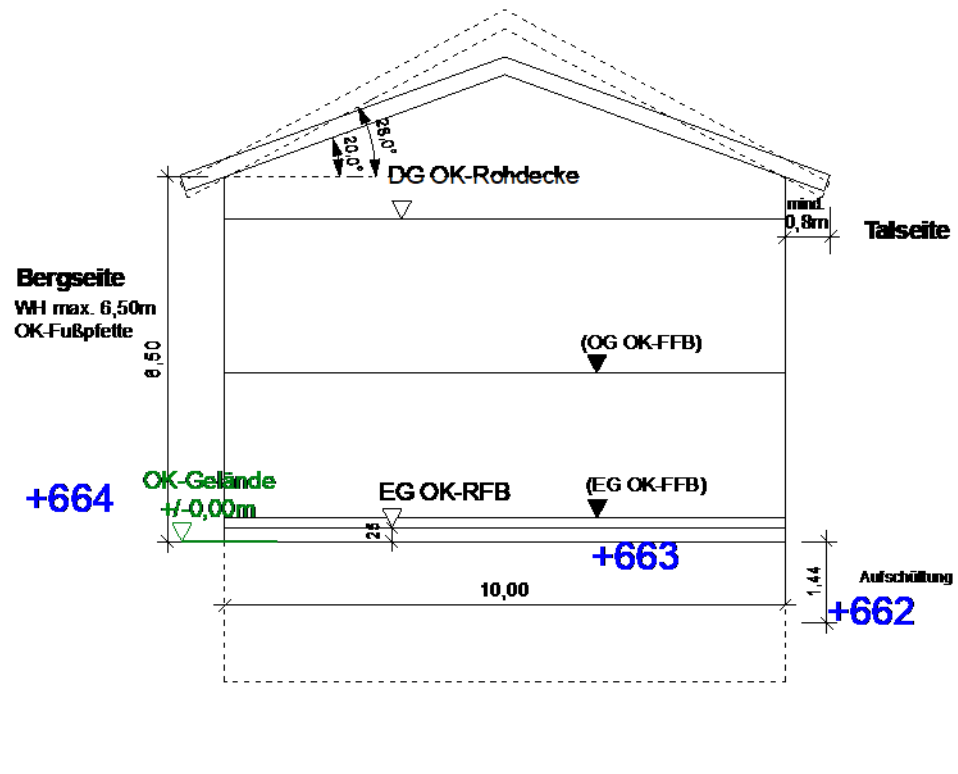 26,0°
20,0°
DG OK-Rohdecke
mind.
0,8m
Talseite
Bergseite
WH max. 6,50m
OK-Fußpfette
6,50
(OG OK-FFB)
OK-Gelände
+/-0,00m
+664
EG OK-RFB
(EG OK-FFB)
25
+663
10,00
1,44
Aufschüttung
+662